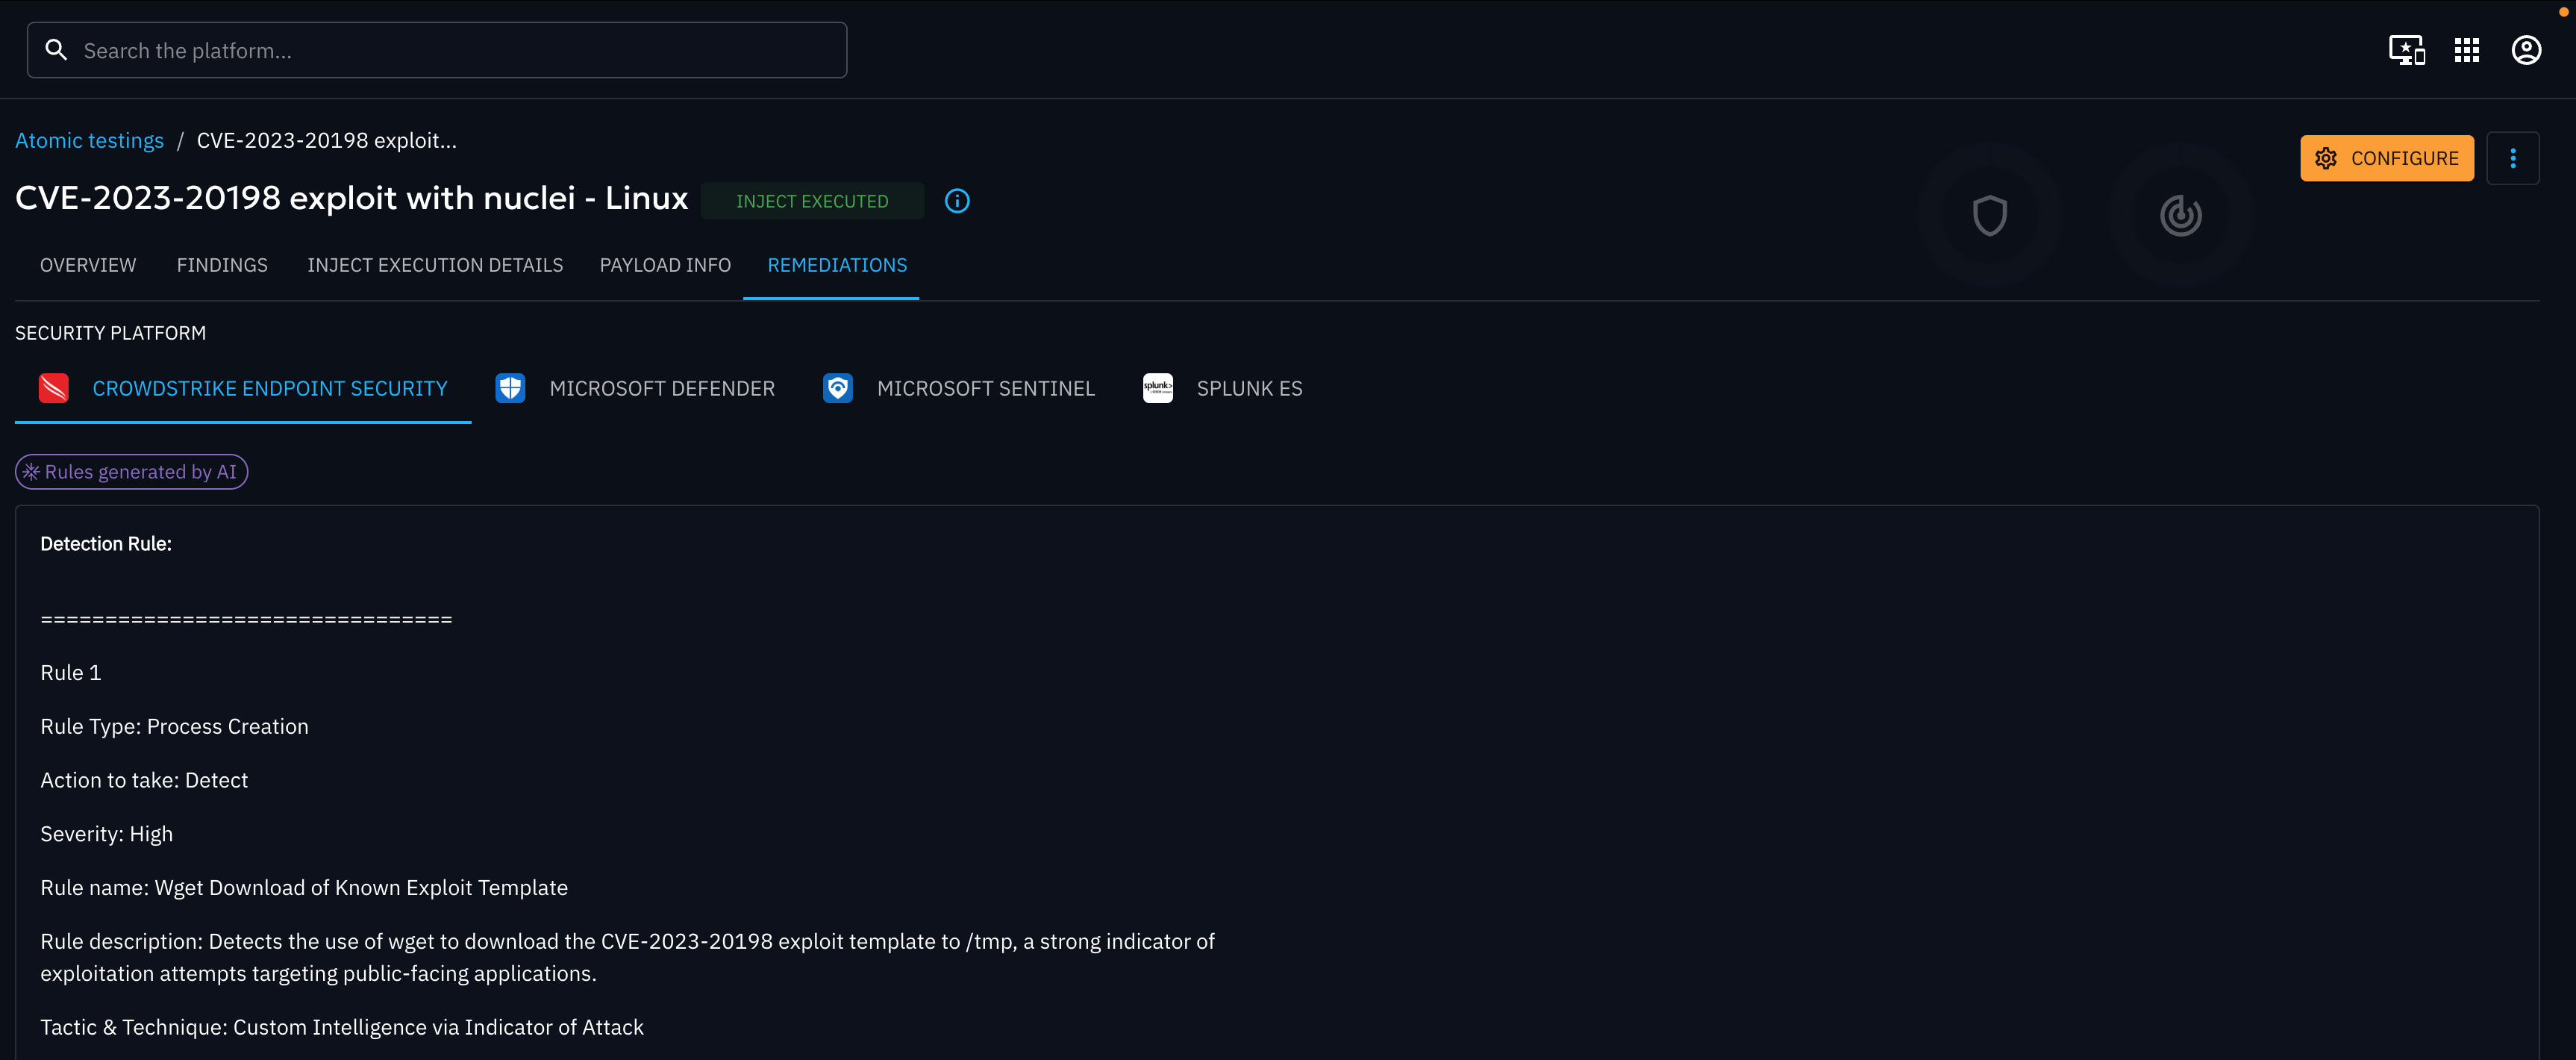 Search the platform...
Atomic testings / CVE-2023-20198 exploit...
CONFIGURE
CVE-2023-20198 exploit with nuclei - Linux INJECT EXECUTED
OVERVIEW FINDINGS INJECT EXECUTION DETAILS PAYLOAD INFO REMEDIATIONS
SECURITY PLATFORM
CROWDSTRIKE ENDPOINT SECURITY MICROSOFT DEFENDER MICROSOFT SENTINEL splunk> SPLUNK ES
Rules generated by AI
Detection Rule:
================================
Rule 1
Rule Type: Process Creation
Action to take: Detect
Severity: High
Rule name: Wget Download of Known Exploit Template
Rule description: Detects the use of wget to download the CVE-2023-20198 exploit template to /tmp, a strong indicator of
exploitation attempts targeting public-facing applications.
Tactic & Technique: Custom Intelligence via Indicator of Attack